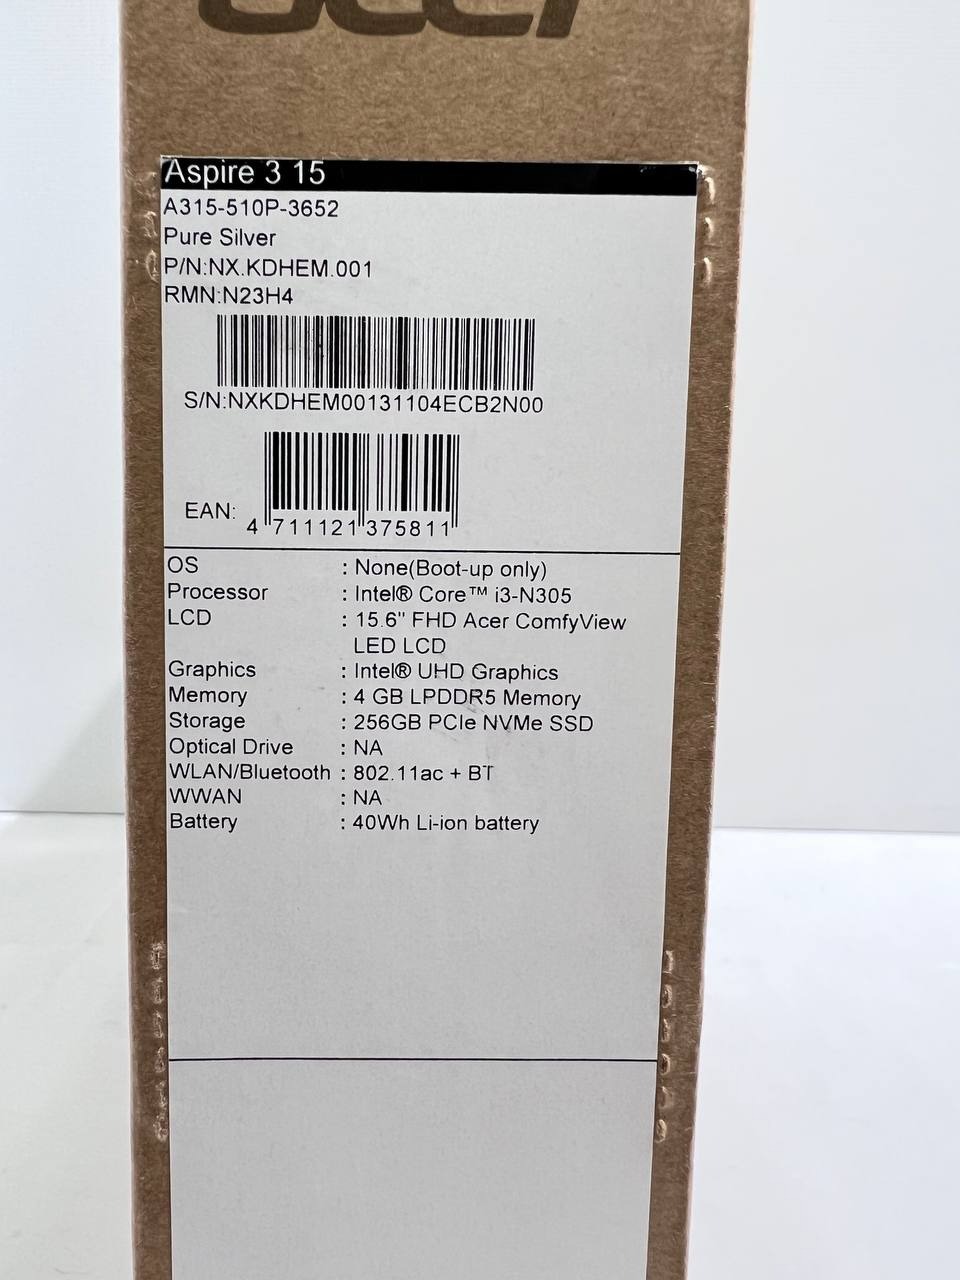 acer
Aspire 3 15
A315-510P-3652
Pure Silver
P/N:NX.KDHEM.001
RMN:N23H4
S/N:NXKDHEM00131104ECB2N00
EAN: 4 711121 375811
OS : None(Boot-up only)
Processor : Intel® Core™ i3-N305
LCD : 15.6" FHD Acer ComfyView
LED LCD
Graphics : Intel® UHD Graphics
Memory : 4 GB LPDDR5 Memory
Storage : 256GB PCIe NVMe SSD
Optical Drive : NA
WLAN/Bluetooth : 802.11ac + BT
WWAN : NA
Battery : 40Wh Li-ion battery